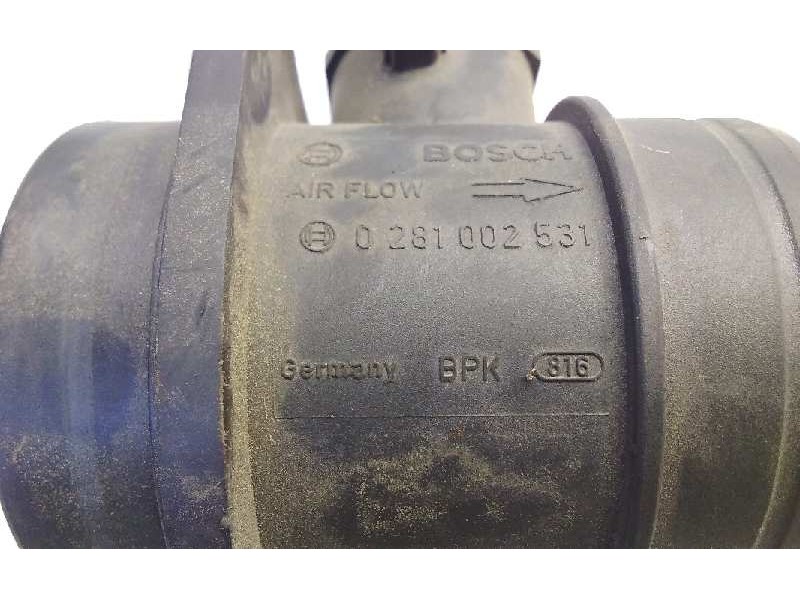 BOSCH
AIR FLOW
0 281 002 531
Germany BPK 816